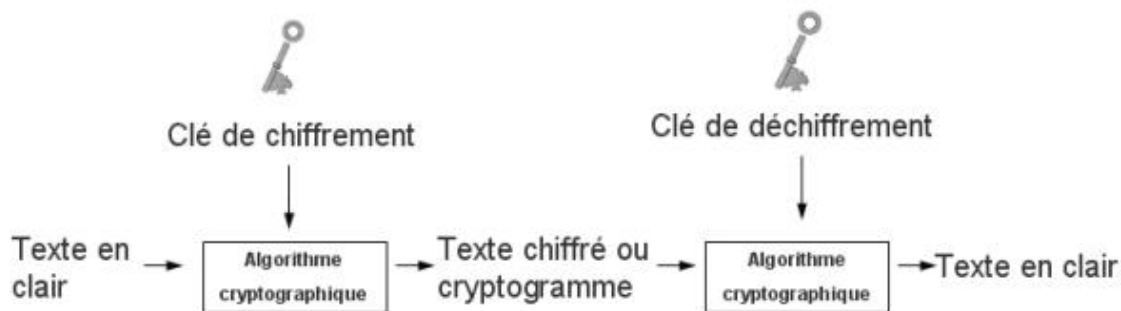 Clé de chiffrement
Clé de déchiffrement
Texte en
clair
Algorithme
cryptographique
Texte chiffré ou
cryptogramme
Algorithme
cryptographique
Texte en clair